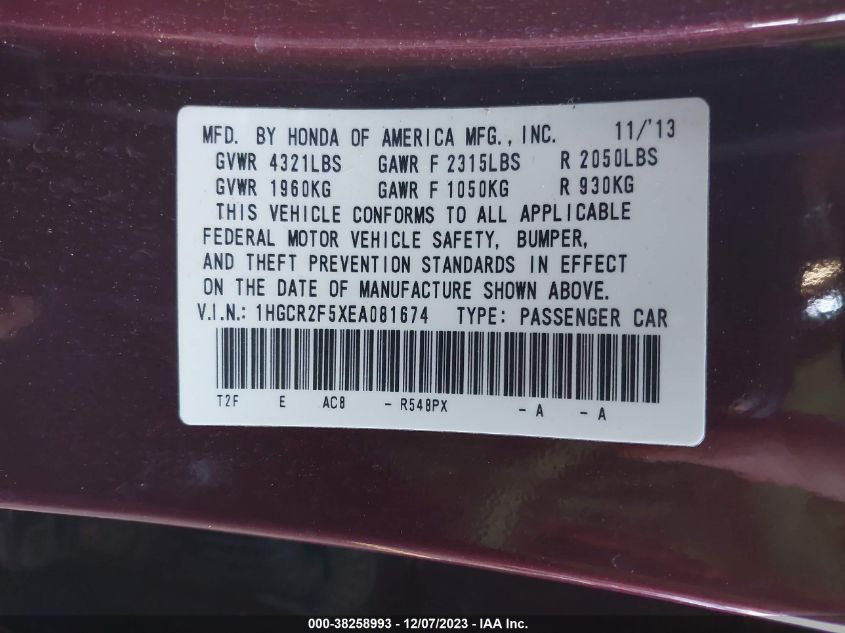 MFD. BY HONDA OF AMERICA MFG., INC. 11/'13
GVWR 4321LBS GAWR F 2315LBS R 2050LBS
GVWR 1960KG GAWR F 1050KG R 930KG
THIS VEHICLE CONFORMS TO ALL APPLICABLE
FEDERAL MOTOR VEHICLE SAFETY, BUMPER,
AND THEFT PREVENTION STANDARDS IN EFFECT
ON THE DATE OF MANUFACTURE SHOWN ABOVE.
V.I.N.: 1HGCR2F5XEA081674 TYPE: PASSENGER CAR
T2F E AC8 - R548PX - A - A
000-38258993 - 12/07/2023 - IAA Inc.